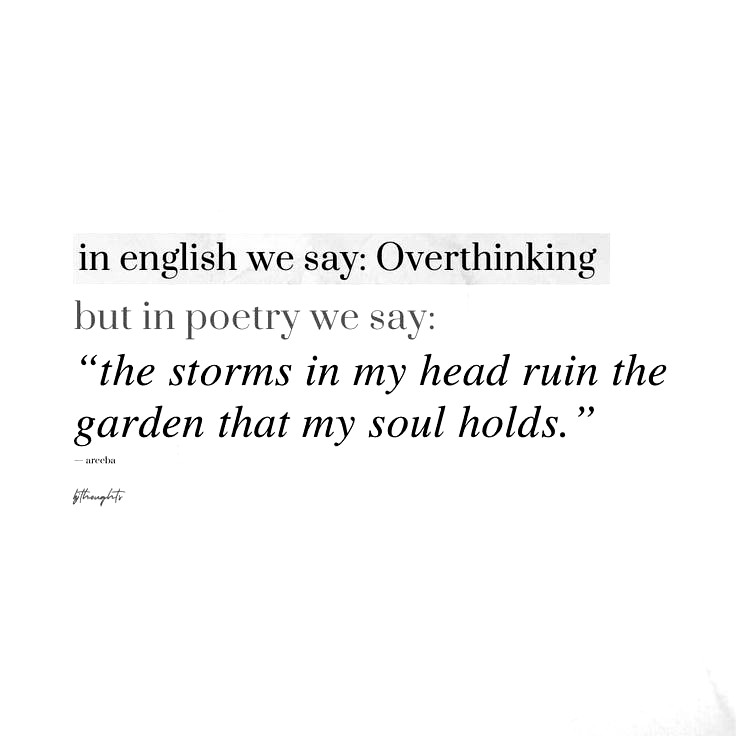 in english we say: Overthinking
but in poetry we say:
“the storms in my head ruin the
garden that my soul holds.”
— areeba
bjthoughts